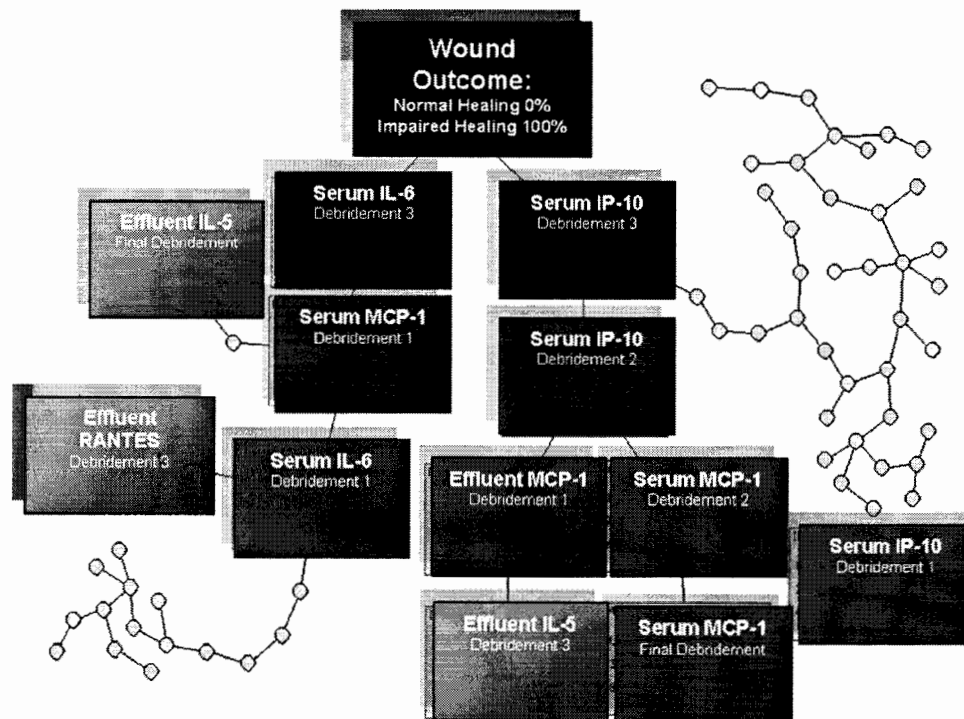 Wound
Outcome:
Normal Healing 0%
Impaired Healing 100%
Serum IL-6
Debridement 3
Serum IP-10
Debridement 3
Effluent IL-5
Final Debridement
Serum MCP-1
Debridement 1
Serum IP-10
Debridement 2
Effluent
RANTES
Debridement 3
Serum IL-6
Debridement 1
Effluent MCP-1
Debridement 1
Serum MCP-1
Debridement 2
Serum IP-10
Debridement 1
Effluent IL-5
Debridement 3
Serum MCP-1
Final Debridement